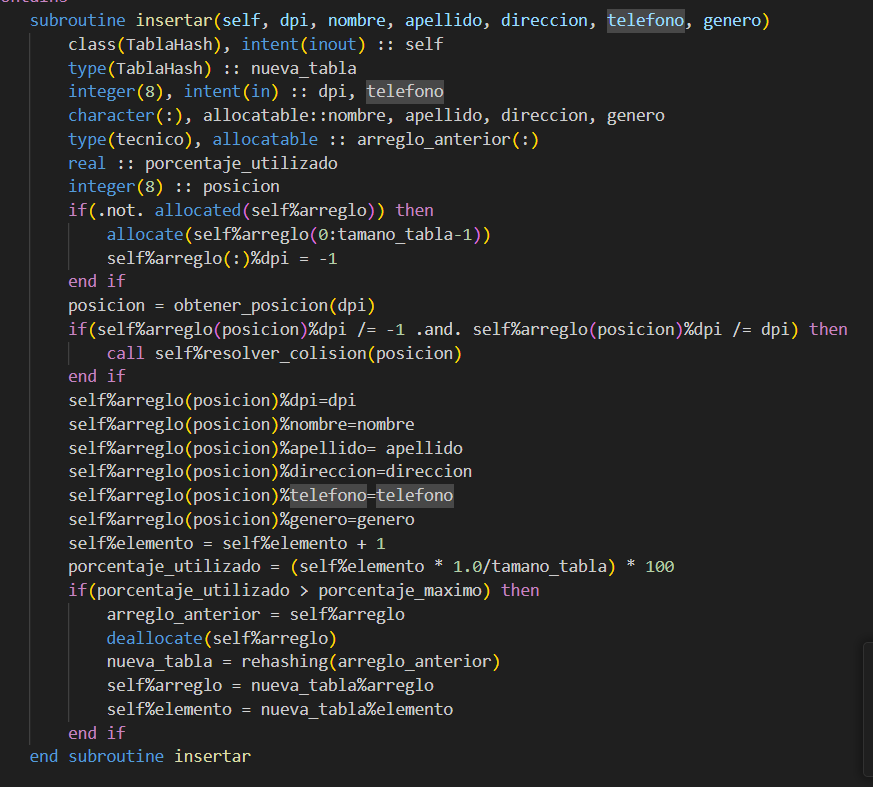 subroutine insertar(self, dpi, nombre, apellido, direccion, telefono, genero)
class(TablaHash), intent(inout) :: self
type(TablaHash) :: nueva_tabla
integer(8), intent(in) :: dpi, telefono
character(:), allocatable::nombre, apellido, direccion, genero
type(tecnico), allocatable :: arreglo_anterior(:)
real :: porcentaje_utilizado
integer(8) :: posicion
if(.not. allocated(self%arreglo)) then
allocate(self%arreglo(0:tamano_tabla-1))
self%arreglo(:)%dpi = -1
end if
posicion = obtener_posicion(dpi)
if(self%arreglo(posicion)%dpi /= -1 .and. self%arreglo(posicion)%dpi /= dpi) then
call self%resolver_colision(posicion)
end if
self%arreglo(posicion)%dpi=dpi
self%arreglo(posicion)%nombre=nombre
self%arreglo(posicion)%apellido= apellido
self%arreglo(posicion)%direccion=direccion
self%arreglo(posicion)%telefono=telefono
self%arreglo(posicion)%genero=genero
self%elemento = self%elemento + 1
porcentaje_utilizado = (self%elemento * 1.0/tamano_tabla) * 100
if(porcentaje_utilizado > porcentaje_maximo) then
arreglo_anterior = self%arreglo
deallocate(self%arreglo)
nueva_tabla = rehashing(arreglo_anterior)
self%arreglo = nueva_tabla%arreglo
self%elemento = nueva_tabla%elemento
end if
end subroutine insertar